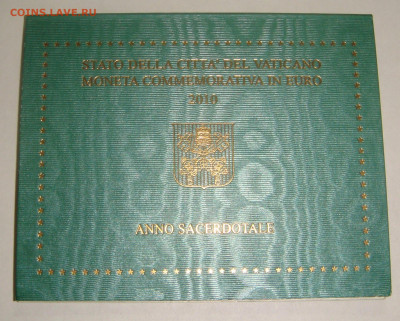 COINS.LAVE.RU
STATO DELLA CITTA' DEL VATICANO
MONETA COMMEMORATIVA IN EURO
2010
ANNO SACERDOTALE